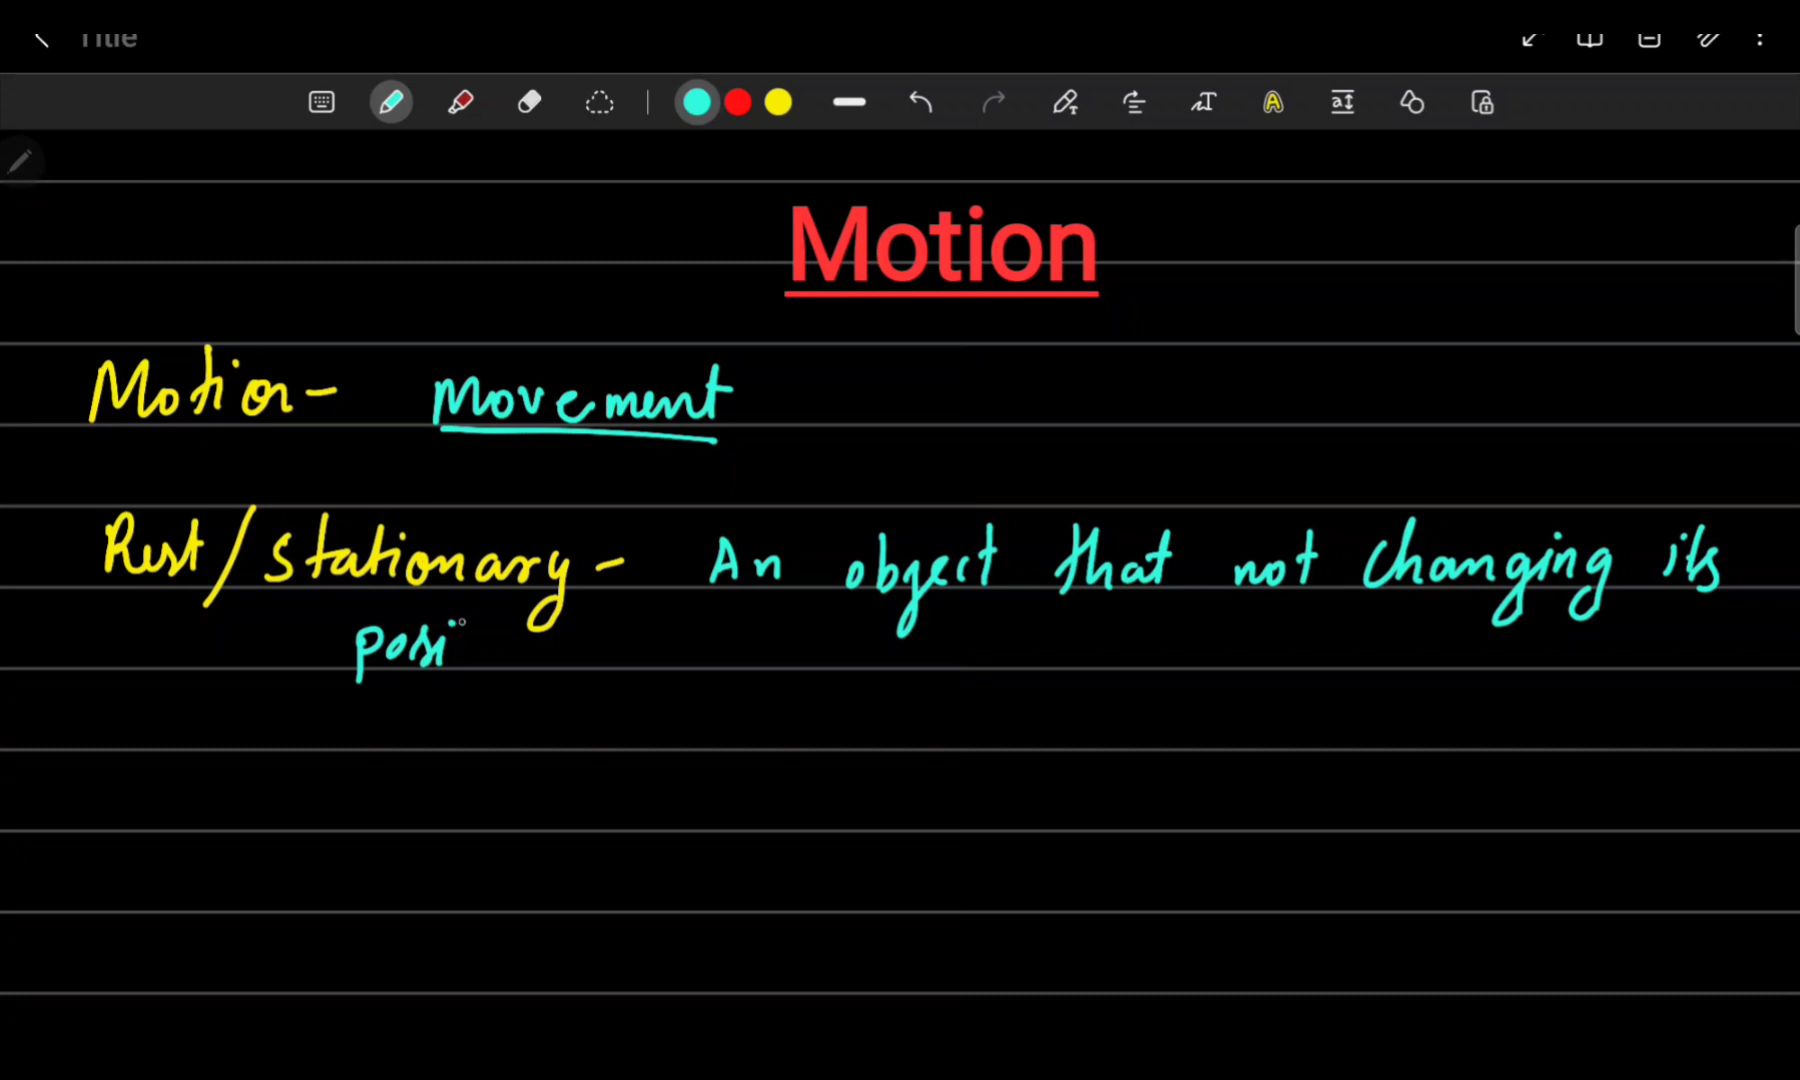 Title
Motion
Motion- Movement
Rest/stationary- An object that not changing its
posi